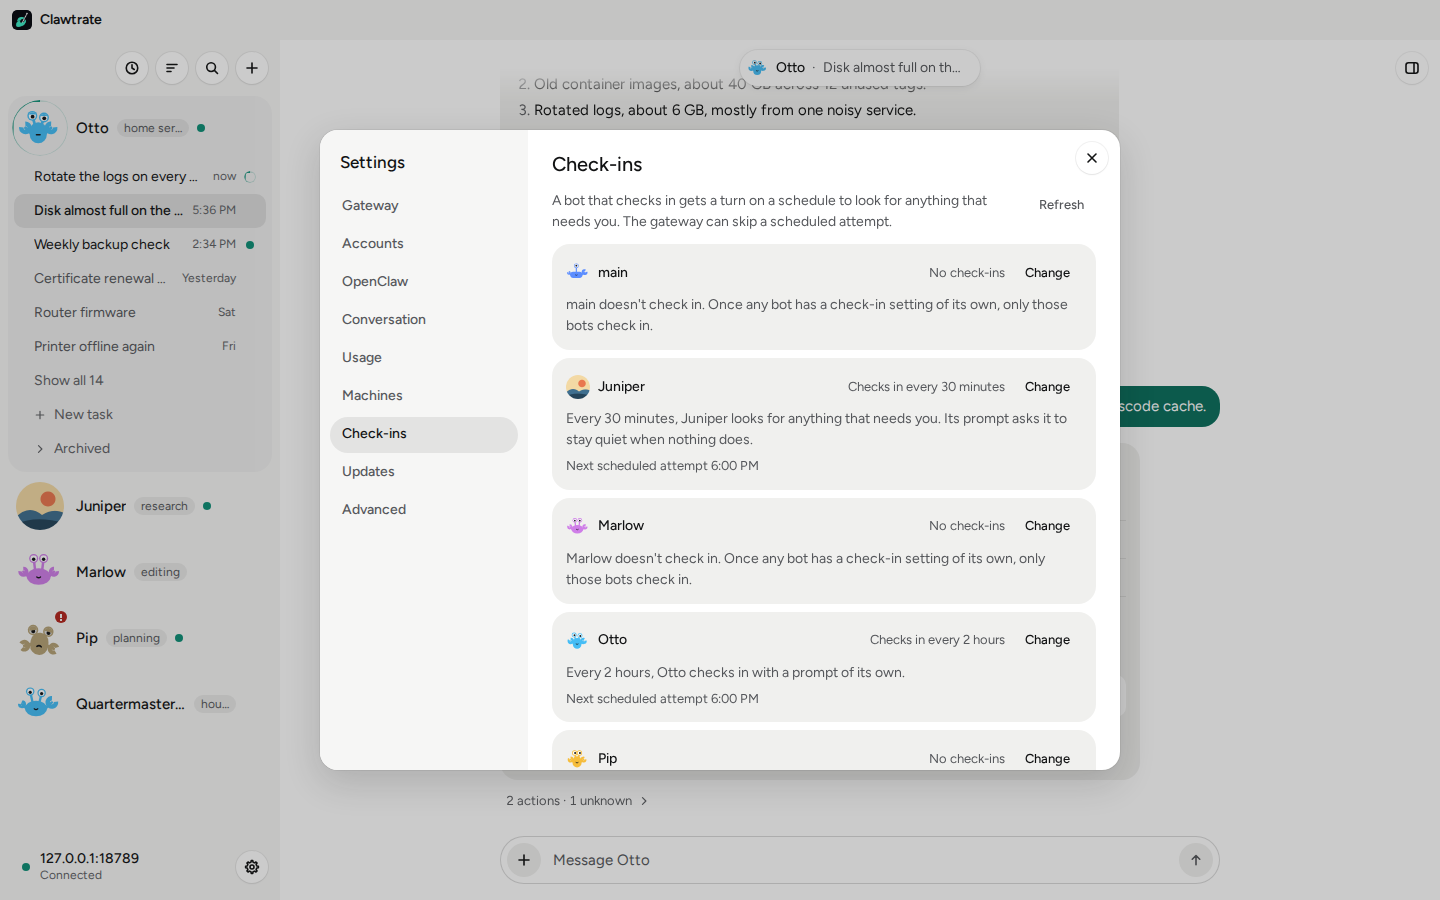 Clawtrate
Otto home ser...
Rotate the logs on every ... now
Disk almost full on the ... 5:36 PM
Weekly backup check 2:34 PM
Certificate renewal ... Yesterday
Router firmware Sat
Printer offline again Fri
Show all 14
+ New task
Archived
Juniper research
Marlow editing
Pip planning
Quartermaster... hou...
127.0.0.1:18789
Connected
Otto · Disk almost full on th...
2. Old container images, about 40 GB across 12 unused tags.
3. Rotated logs, about 6 GB, mostly from one noisy service.
scode cache.
2 actions · 1 unknown
Message Otto
Settings
Gateway
Accounts
OpenClaw
Conversation
Usage
Machines
Check-ins
Updates
Advanced
Check-ins
A bot that checks in gets a turn on a schedule to look for anything that
needs you. The gateway can skip a scheduled attempt.
Refresh
main No check-ins Change
main doesn't check in. Once any bot has a check-in setting of its own, only those
bots check in.
Juniper Checks in every 30 minutes Change
Every 30 minutes, Juniper looks for anything that needs you. Its prompt asks it to
stay quiet when nothing does.
Next scheduled attempt 6:00 PM
Marlow No check-ins Change
Marlow doesn't check in. Once any bot has a check-in setting of its own, only
those bots check in.
Otto Checks in every 2 hours Change
Every 2 hours, Otto checks in with a prompt of its own.
Next scheduled attempt 6:00 PM
Pip No check-ins Change